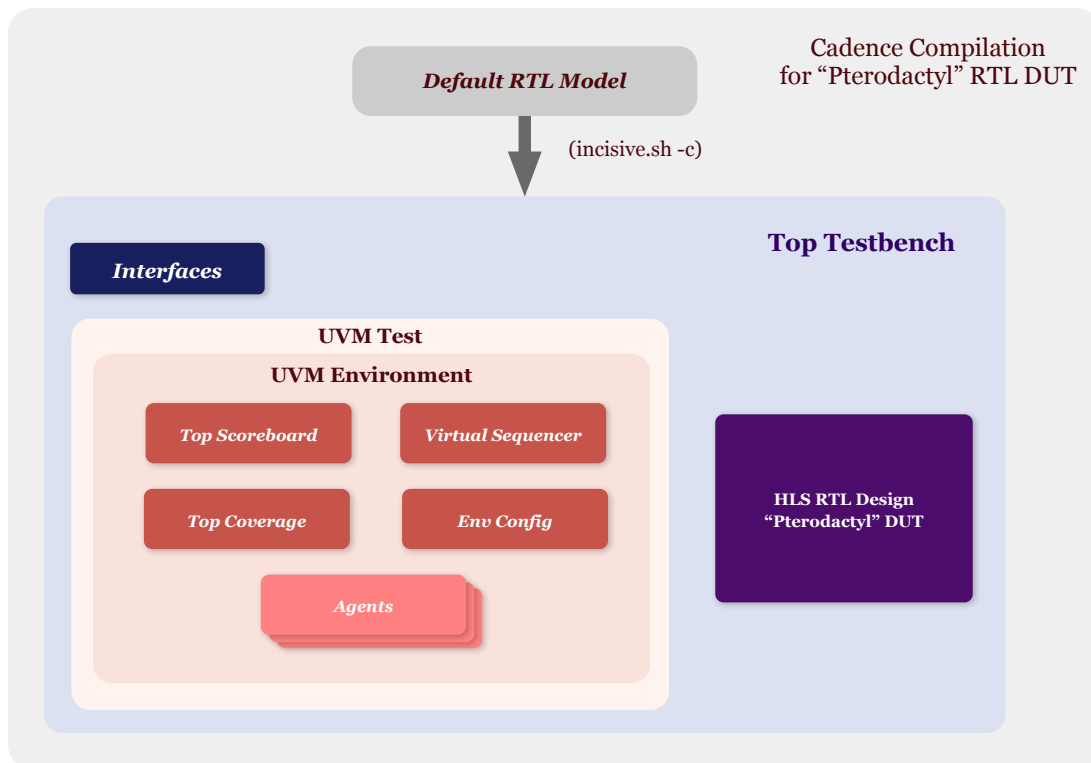 Cadence Compilation
for “Pterodactyl” RTL DUT
Default RTL Model
(incisive.sh -c)
Top Testbench
Interfaces
UVM Test
UVM Environment
Top Scoreboard
Virtual Sequencer
Top Coverage
Env Config
Agents
HLS RTL Design
“Pterodactyl” DUT